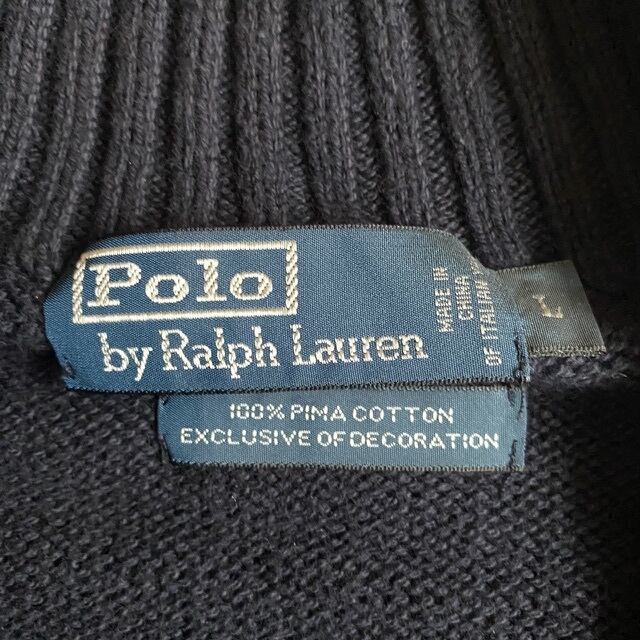 Polo
by Ralph Lauren
MADE IN
CHINA
OF ITALIAN
L
100% PIMA COTTON
EXCLUSIVE OF DECORATION